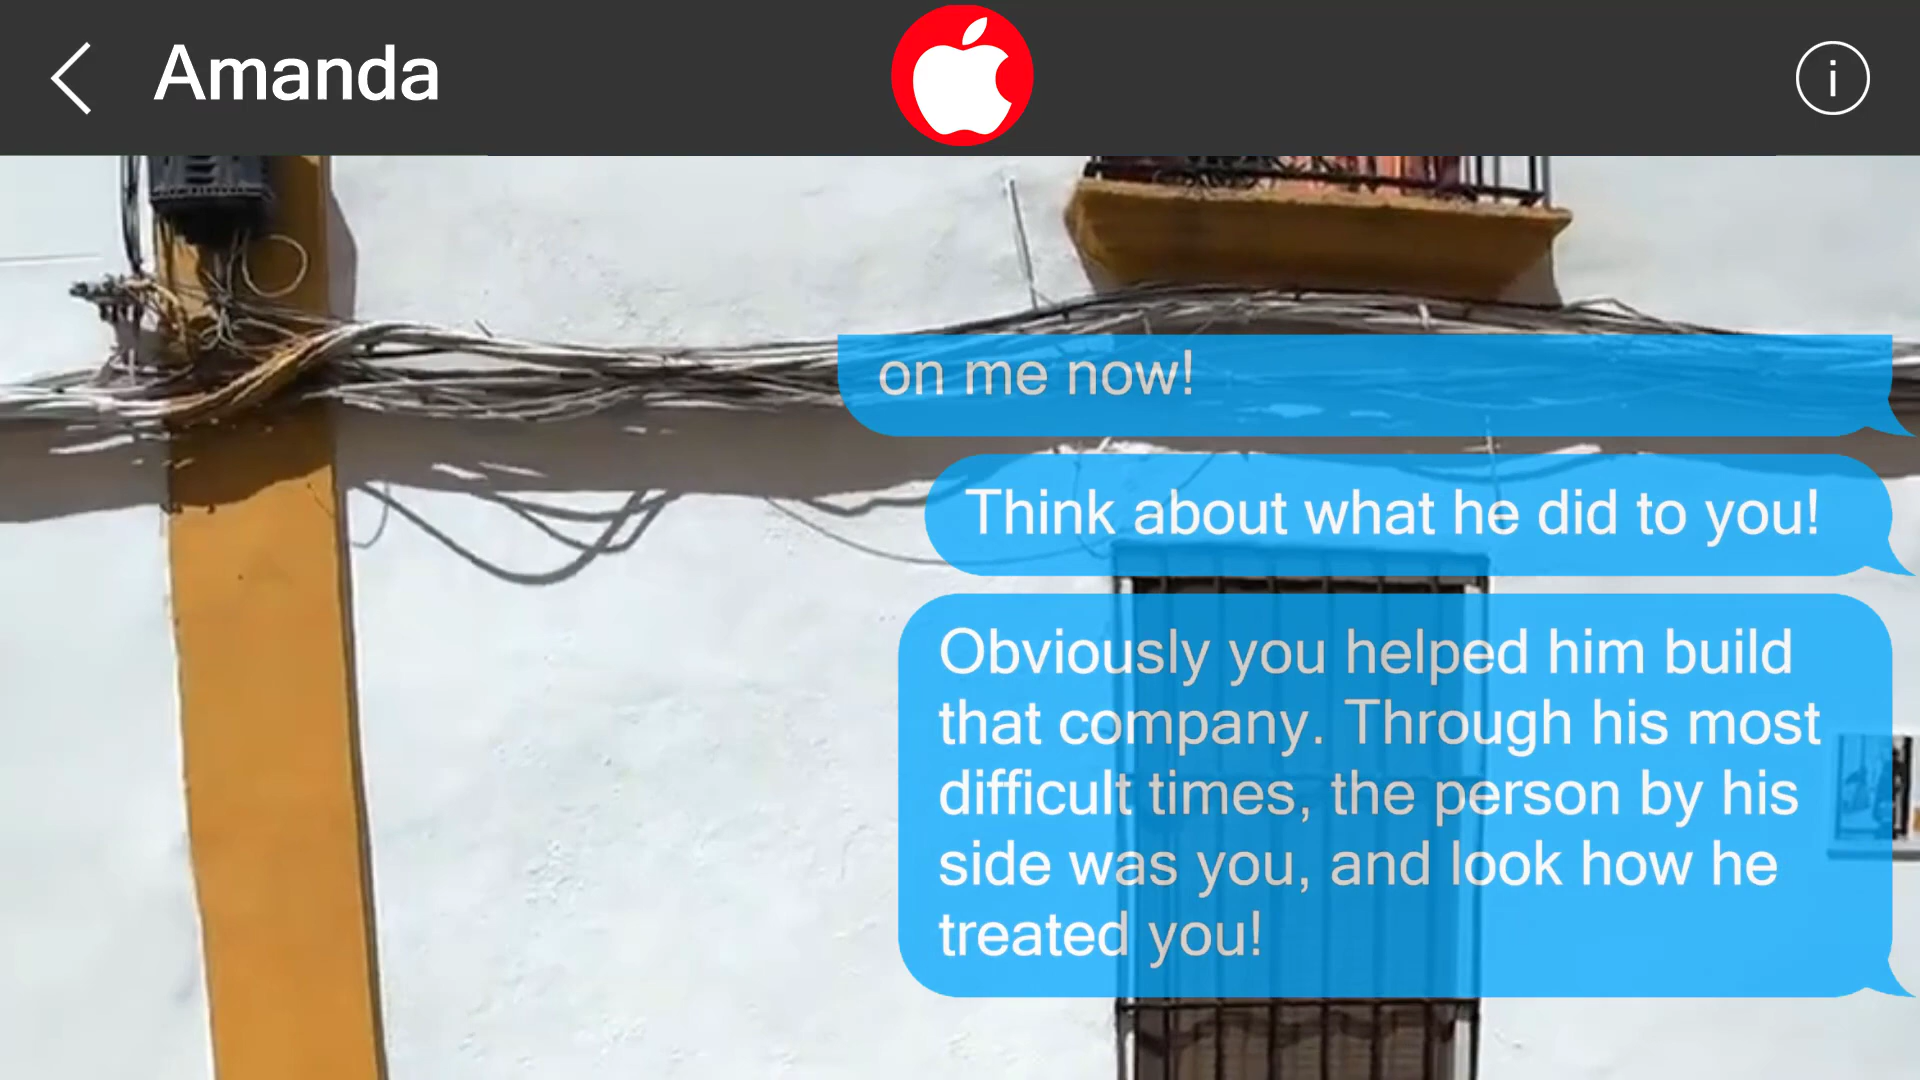 Amanda
i
on me now!
Think about what he did to you!
Obviously you helped him build
that company. Through his most
difficult times, the person by his
side was you, and look how he
treated you!